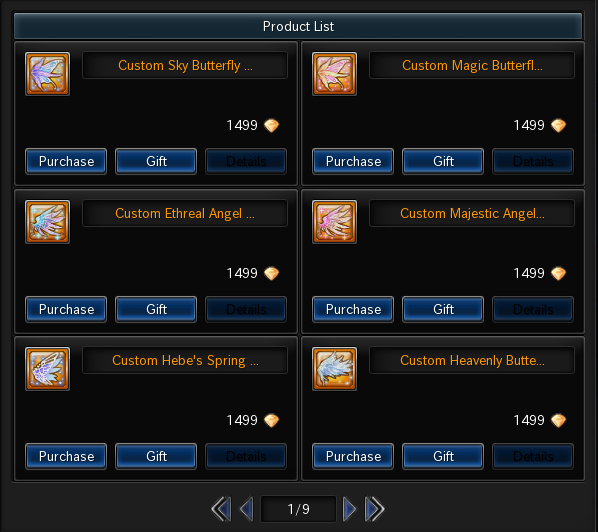 Product List
Custom Sky Butterfly ...
Custom Magic Butterfl...
1499
1499
Purchase Gift Details
Purchase Gift Details
Custom Ethreal Angel ...
Custom Majestic Angel...
1499
1499
Purchase Gift Details
Purchase Gift Details
Custom Hebe's Spring ...
Custom Heavenly Butte...
1499
1499
Purchase Gift Details
Purchase Gift Details
1/9